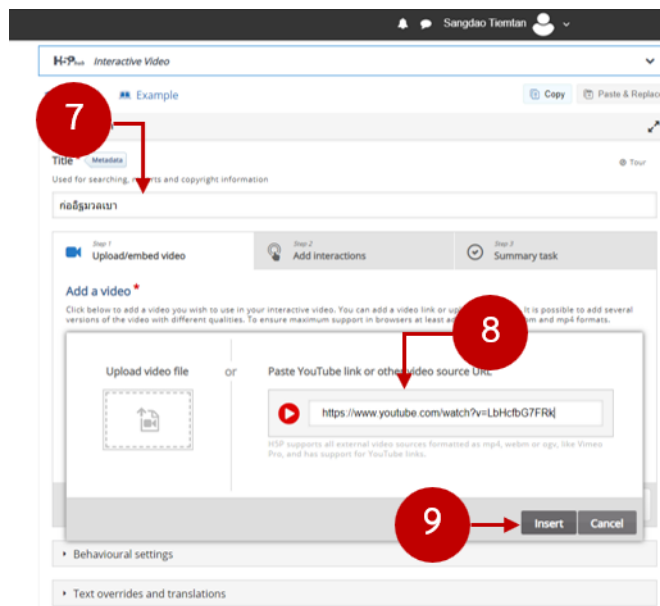 Sangdao Tiemtan
H5P hub Interactive Video
Example
Copy
Paste & Replac
7
Title * Metadata
Tour
Used for searching, reports and copyright information
ก่ออิฐมวลเบา
Step 1
Upload/embed video
Step 2
Add interactions
Step 3
Summary task
Add a video *
Click below to add a video you wish to use in your interactive video. You can add a video link or up It is possible to add several
versions of the video with different qualities. To ensure maximum support in browsers at least ad m and mp4 formats.
8
Upload video file
or
Paste YouTube link or other video source URL
https://www.youtube.com/watch?v=LbHcfbG7FRk
H5P supports all external video sources formatted as mp4, webm or ogv, like Vimeo
Pro, and has support for YouTube links.
9
Insert
Cancel
Behavioural settings
Text overrides and translations